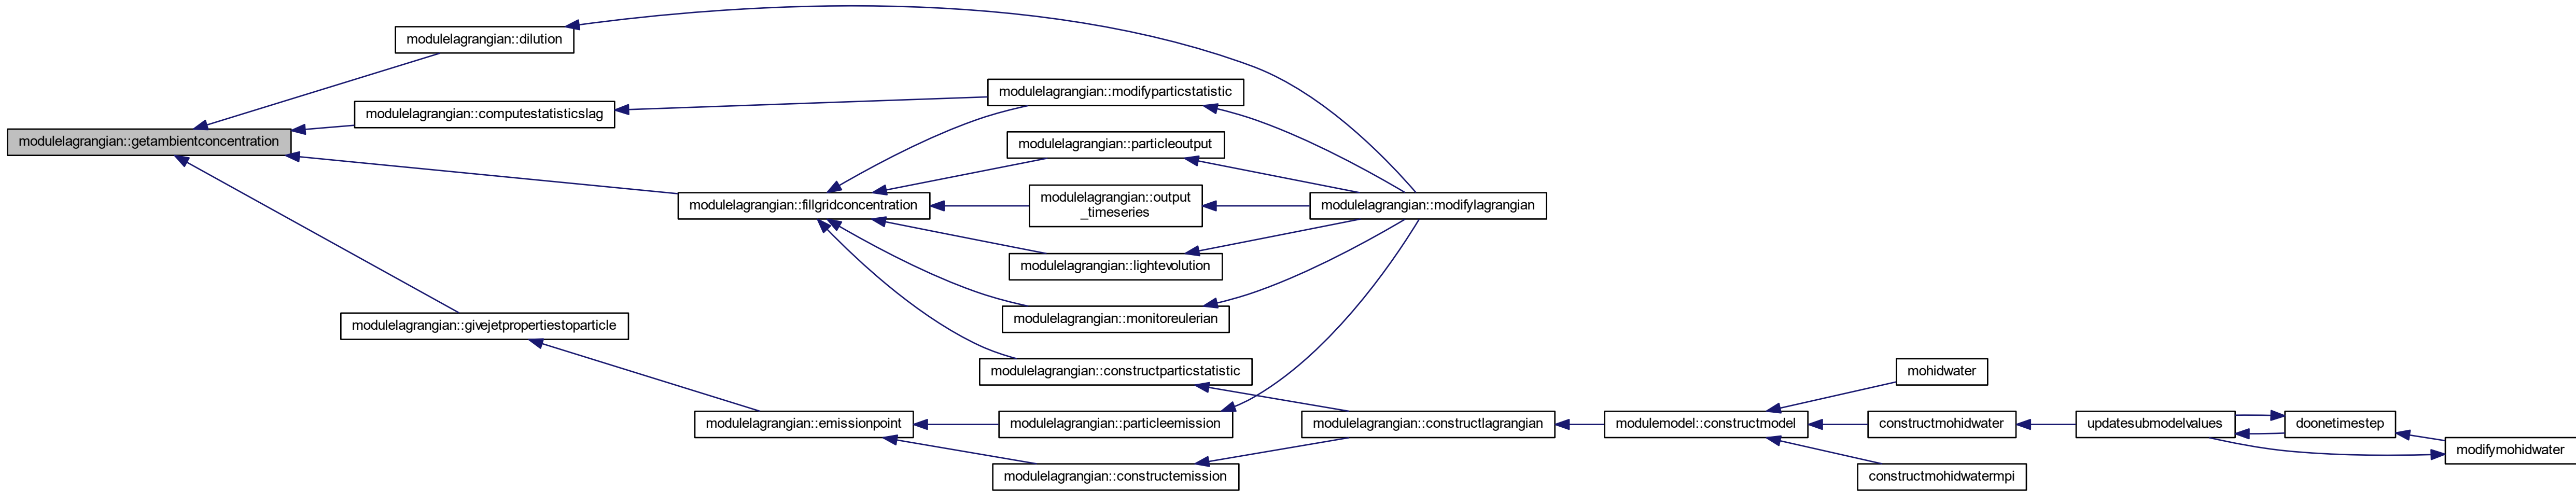 modulelagrangian::getambientconcentration
modulelagrangian::dilution
modulelagrangian::computestatisticslag
modulelagrangian::fillgridconcentration
modulelagrangian::givejetpropertiestoparticle
modulelagrangian::emissionpoint
modulelagrangian::modifyparticstatistic
modulelagrangian::particleoutput
modulelagrangian::output
_timeseries
modulelagrangian::lightevolution
modulelagrangian::monitoreulerian
modulelagrangian::constructparticstatistic
modulelagrangian::particleemission
modulelagrangian::constructemission
modulelagrangian::modifylagrangian
modulelagrangian::constructlagrangian
modulemodel::constructmodel
mohidwater
constructmohidwater
constructmohidwatermpi
updatesubmodelvalues
doonetimestep
modifymohidwater